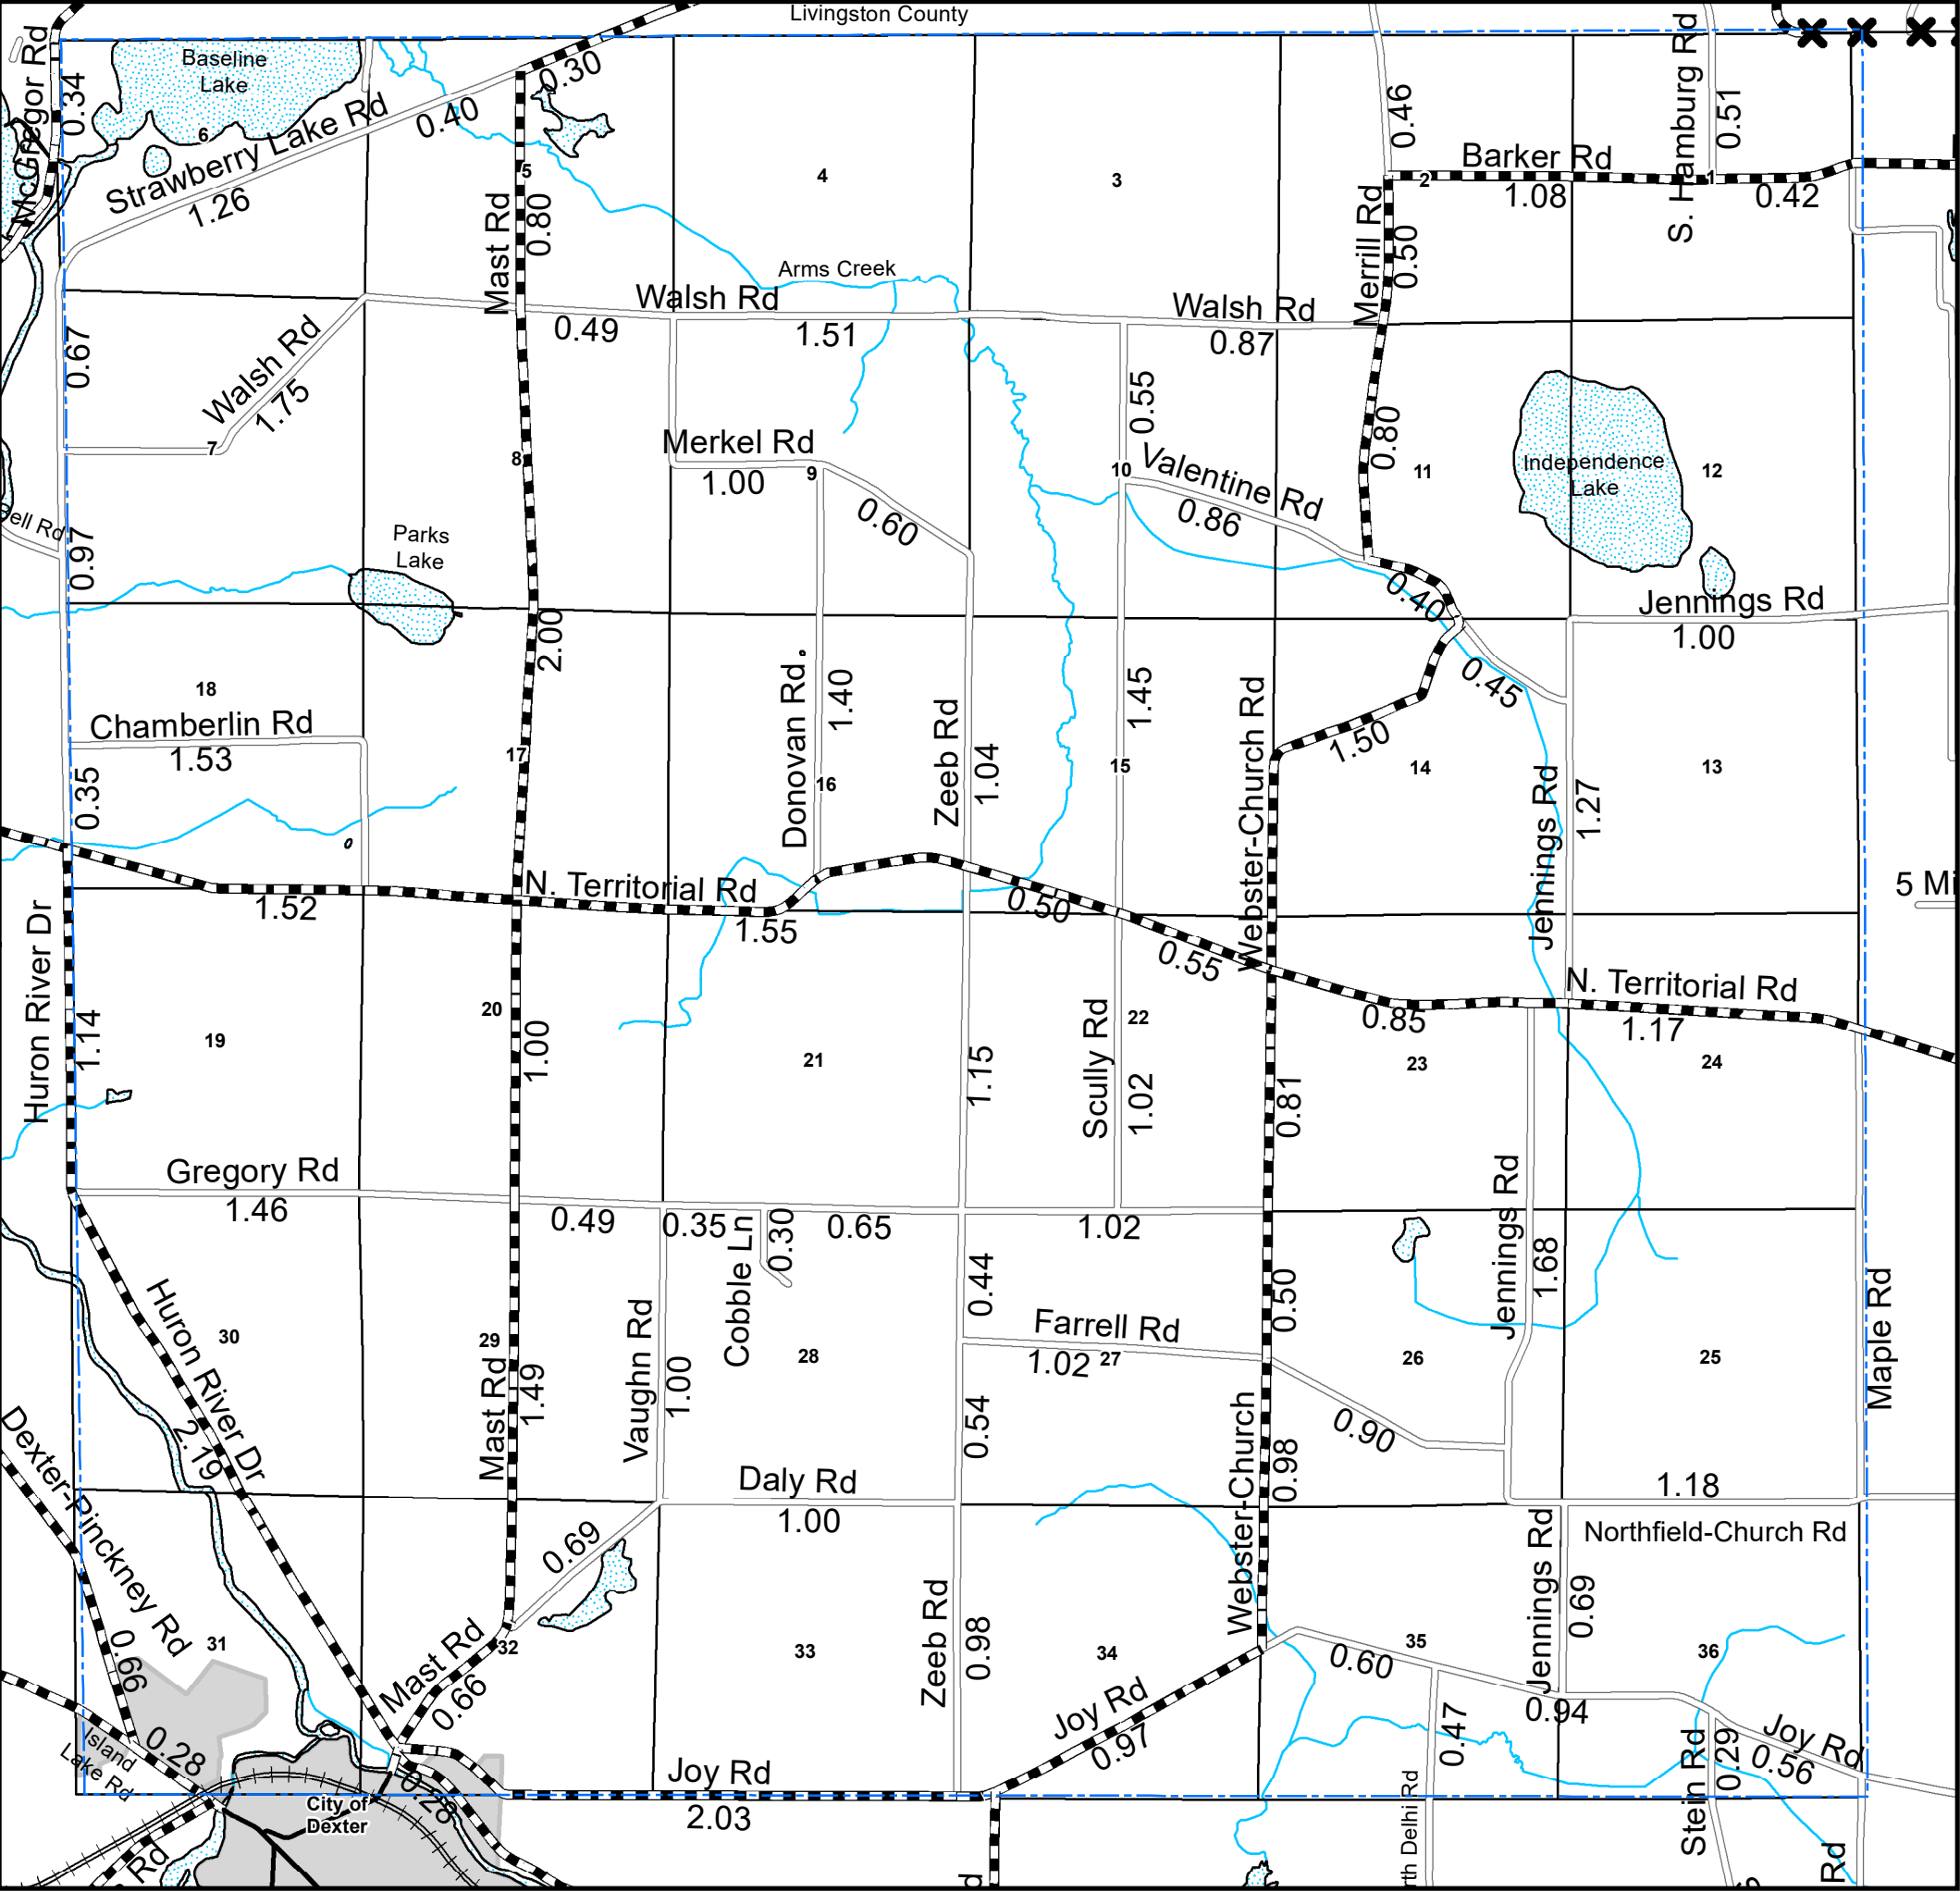 Livingston County
Baseline
Lake
McGregor Rd
0.34
6
Strawberry Lake Rd
1.26
0.40
0.30
5
Mast Rd
0.80
4
3
0.46
Barker Rd
2
1.08
S. Hamburg Rd
0.51
1
0.42
Merrill Rd
0.50
Arms Creek
Walsh Rd
0.49
1.51
Walsh Rd
0.87
0.67
Walsh Rd
1.75
7
8
Merkel Rd
1.00
9
0.60
0.55
10
Valentine Rd
0.86
0.80
11
Independence
Lake
12
0.97
Parks
Lake
2.00
0.40
Jennings Rd
1.00
0.45
18
Chamberlin Rd
1.53
0.35
17
Donovan Rd.
1.40
16
Zeeb Rd
1.04
1.45
15
Webster-Church Rd
1.50
14
Jennings Rd
1.27
13
N. Territorial Rd
1.52
1.55
0.50
0.55
5 Mi
N. Territorial Rd
0.85
1.17
Huron River Dr
1.14
19
20
1.00
21
1.15
Scully Rd
22
1.02
0.81
23
24
Gregory Rd
1.46
0.49
0.35
Cobble Ln
0.30
0.65
1.02
0.44
0.50
Jennings Rd
1.68
Maple Rd
Huron River Dr
2.19
30
29
Mast Rd
1.49
Vaughn Rd
1.00
28
Farrell Rd
1.02
27
26
25
0.54
0.90
0.98
Webster-Church
Dexter-Pinckney Rd
0.66
31
Daly Rd
1.00
0.69
1.18
Northfield-Church Rd
Jennings Rd
0.69
Mast Rd
0.66
32
33
Zeeb Rd
0.98
34
35
0.60
36
0.94
Island
Lake Rd
0.28
City of
Dexter
0.28
Joy Rd
2.03
Joy Rd
0.97
0.47
Stein Rd
0.29
Joy Rd
0.56
rth Delhi Rd
Rd
Rd